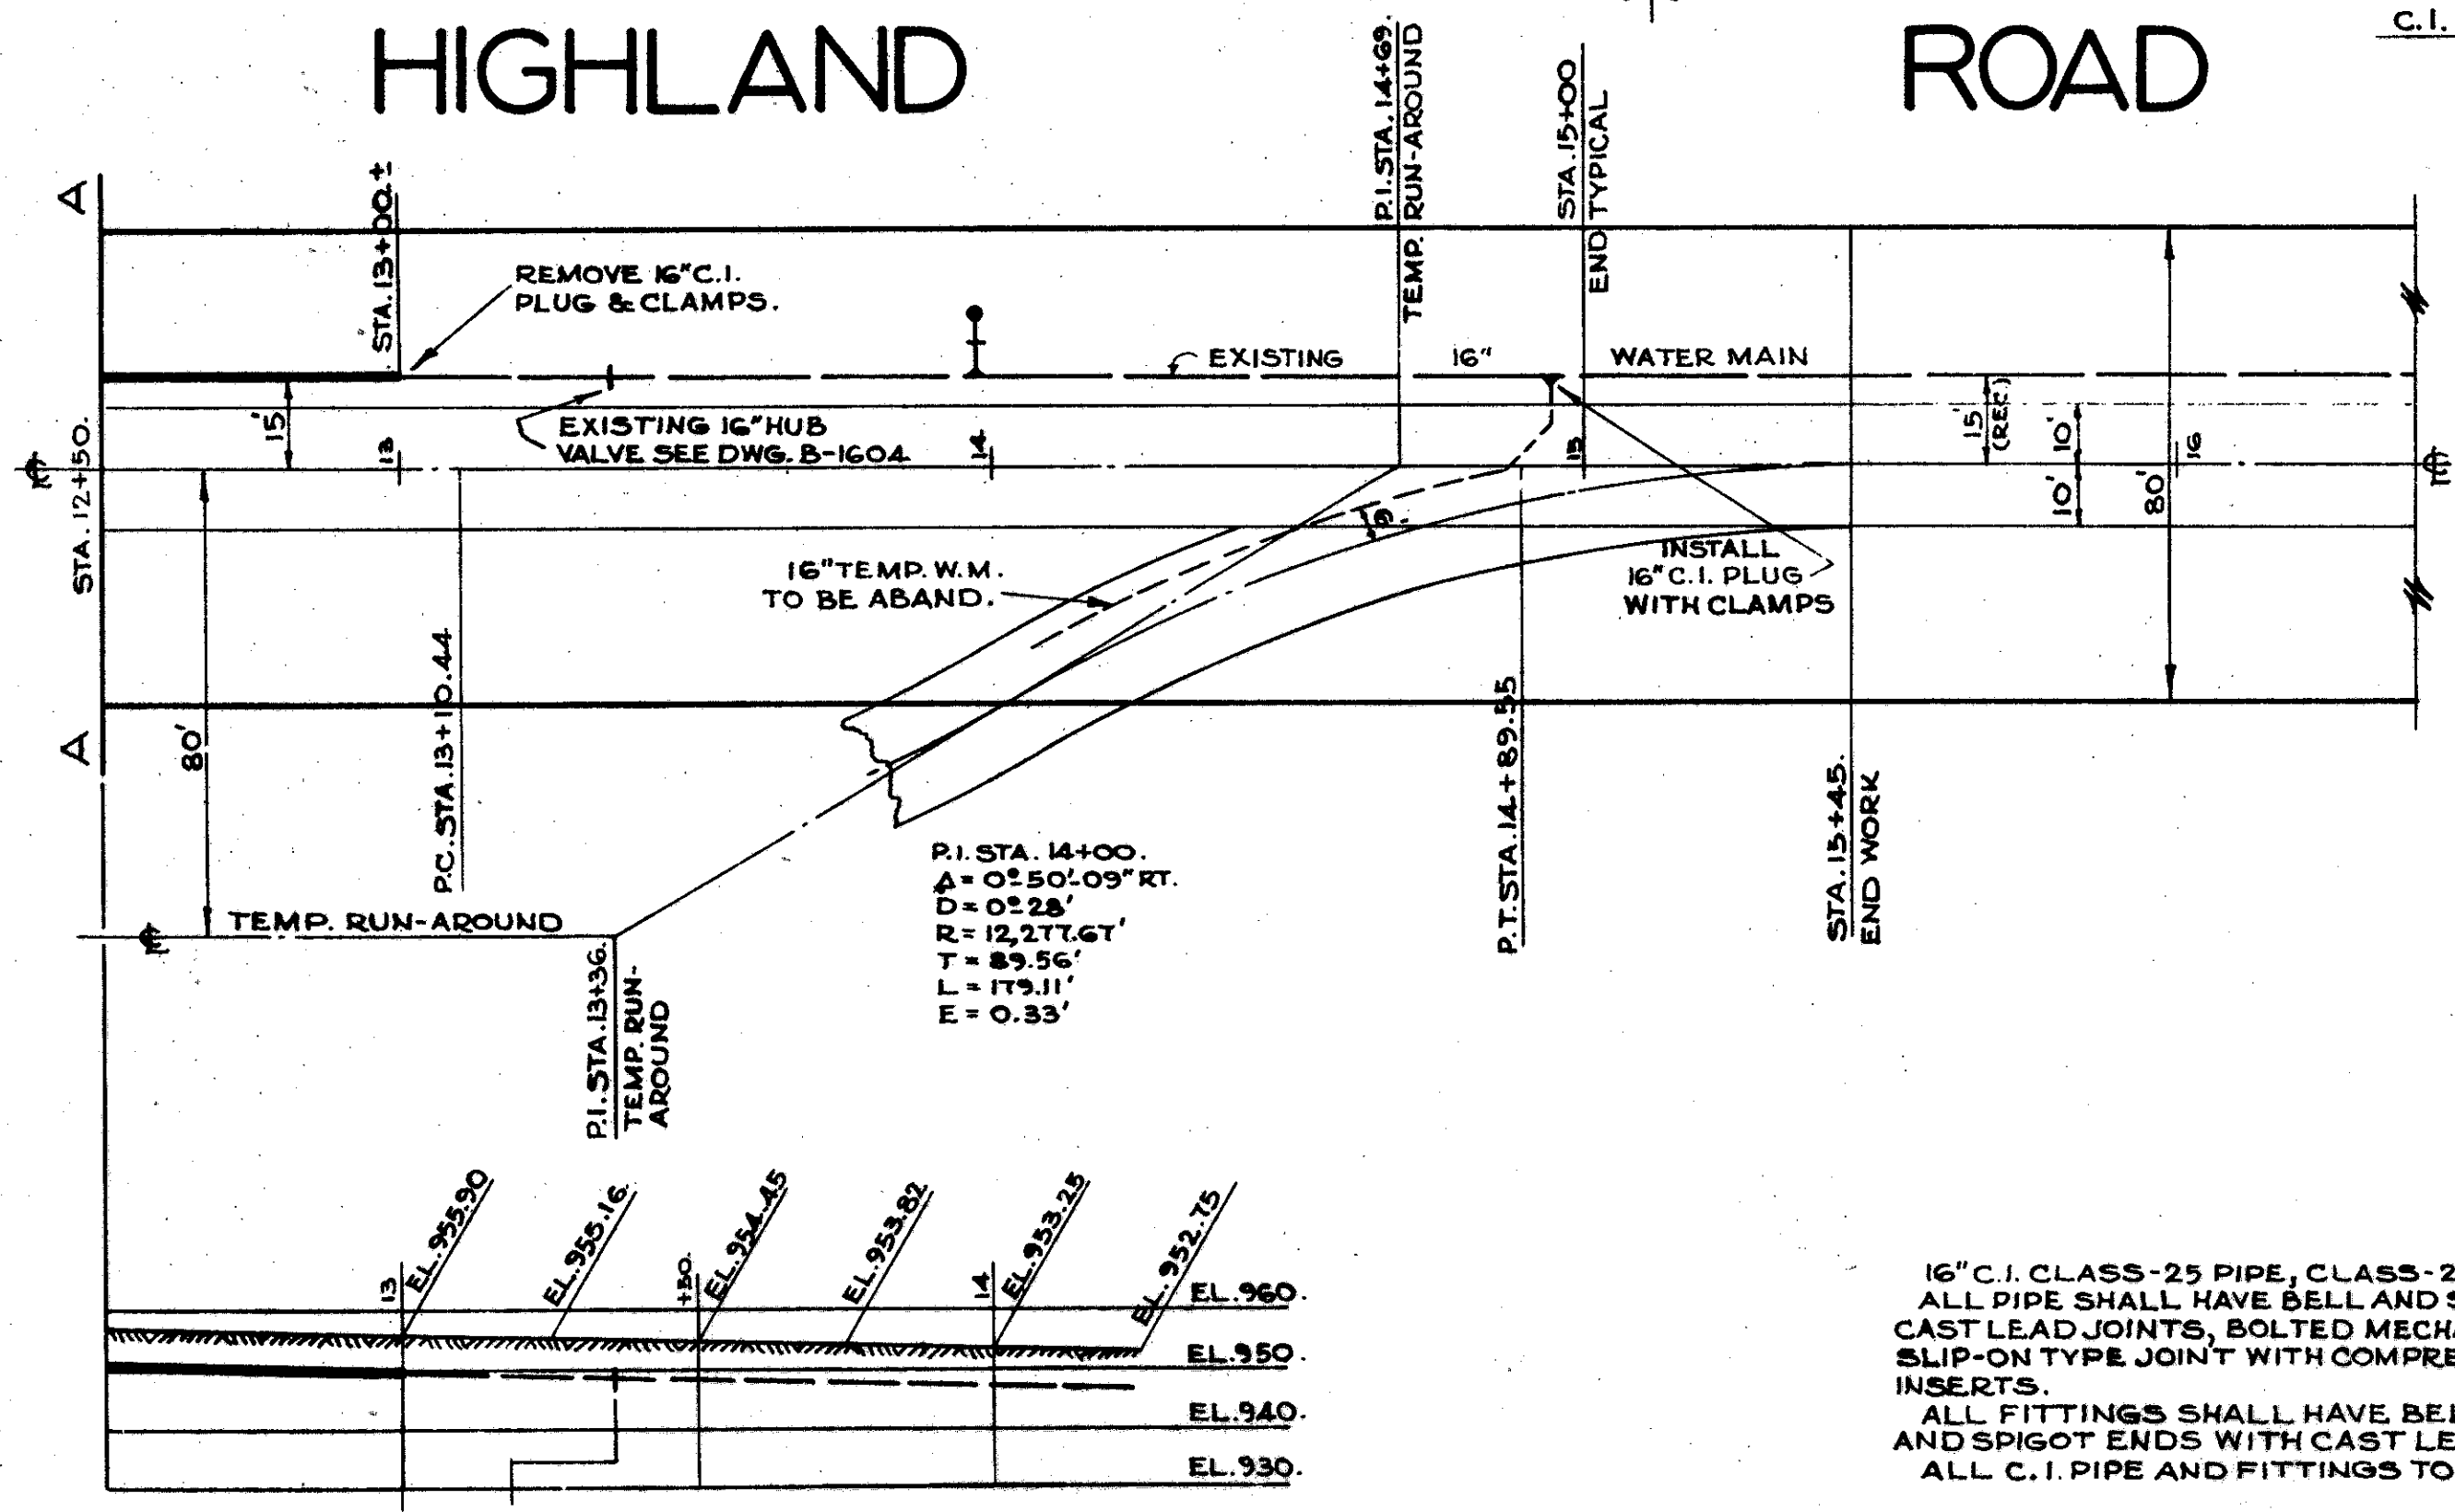 HIGHLAND ROAD
C.I.
A
A
STA. 12+50.
STA. 13+00.±
REMOVE 16" C.I.
PLUG & CLAMPS.
P.I. STA. 14+69.
TEMP. RUN-AROUND
STA. 15+00
END TYPICAL
EXISTING 16" WATER MAIN
15'
EXISTING 16" HUB
VALVE SEE DWG. B-1604
13
14
15
16
15'
(REC.)
10'
10'
80'
9'
16" TEMP. W.M.
TO BE ABAND.
INSTALL
16" C.I. PLUG
WITH CLAMPS
80'
P.C. STA. 13+10.44
P.T. STA. 14+89.55
STA. 15+45.
END WORK
TEMP. RUN-AROUND
P.I. STA. 13+36.
TEMP. RUN-
AROUND
P.I. STA. 14+00.
Δ = 0°-50'-09" RT.
D = 0°-28'
R = 12,277.67'
T = 89.56'
L = 179.11'
E = 0.33'
13
EL. 955.90
EL. 955.16
+50.
EL. 954.45
EL. 953.82
14
EL. 953.25
EL. 952.75
EL. 960.
EL. 950.
EL. 940.
EL. 930.
16" C.I. CLASS-25 PIPE, CLASS-2
ALL PIPE SHALL HAVE BELL AND S
CAST LEAD JOINTS, BOLTED MECHA
SLIP-ON TYPE JOINT WITH COMPRE
INSERTS.
ALL FITTINGS SHALL HAVE BEL
AND SPIGOT ENDS WITH CAST LE
ALL C.I. PIPE AND FITTINGS TO